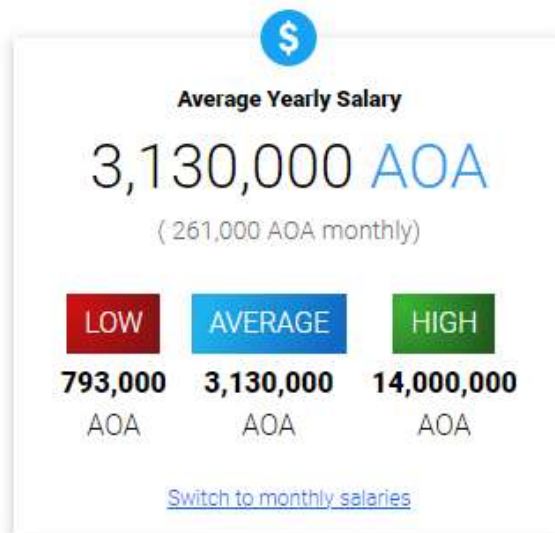 $
Average Yearly Salary
3,130,000 AOA
( 261,000 AOA monthly)
LOW AVERAGE HIGH
793,000 3,130,000 14,000,000
AOA AOA AOA
Switch to monthly salaries